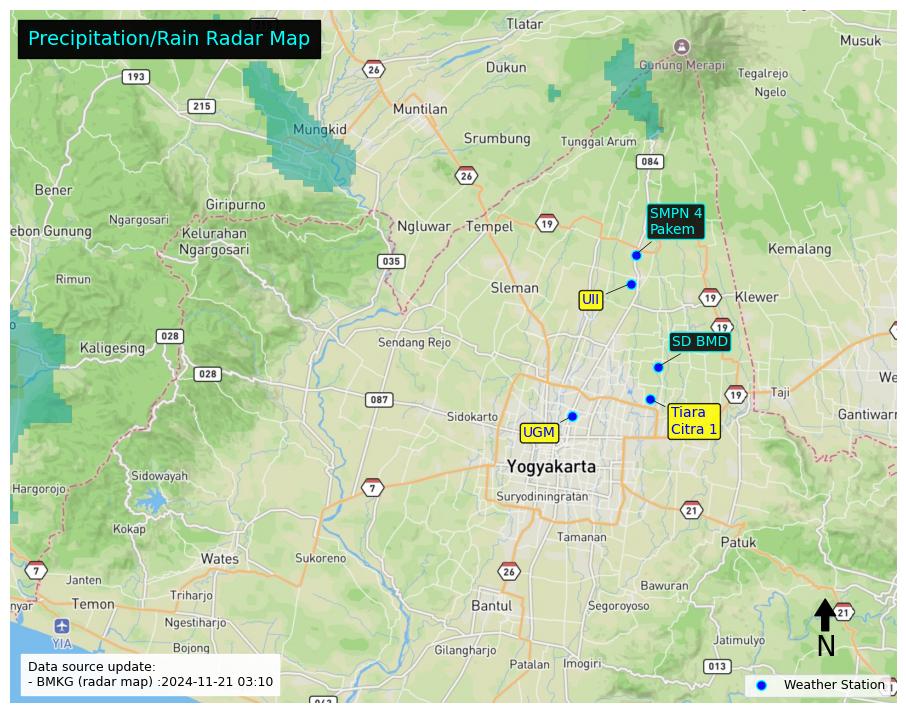 Precipitation/Rain Radar Map
Tlatar
Musuk
26
Dukun
Gunung Merapi
Tegalrejo
193
Ngelo
215
Muntilan
Mungkid
Srumbung
Tunggal Arum
084
26
Bener
Giripurno
SMPN 4
Pakem
Ngargosari
Ngluwar
Tempel
19
ebon Gunung
Kelurahan
Ngargosari
Kemalang
035
Rimun
Sleman
UII
19
Klewer
19
028
Sendang Rejo
SD BMD
Kaligesing
028
We
Taji
19
087
Sidokarto
Tiara
Citra 1
Gantiwarn
UGM
Yogyakarta
Sidowayah
Hargorojo
7
Suryodiningratan
21
Kokap
Tamanan
Patuk
Wates
Sukoreno
7
26
Janten
Bawuran
Triharjo
nyar
Temon
Bantul
Segoroyoso
21
Ngestiharjo
YIA
Jatimulyo
N
Bojong
Gilangharjo
Patalan
Imogiri
013
Data source update:
- BMKG (radar map) :2024-11-21 03:10
Weather Station